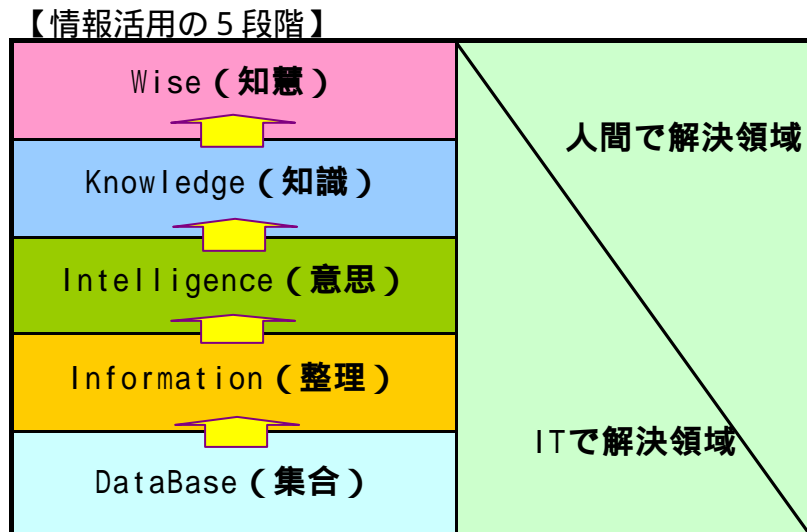 【情報活用の５段階】
Wise（知慧）
人間で解決領域
Knowledge（知識）
Intelligence（意思）
Information（整理）
ITで解決領域
DataBase（集合）